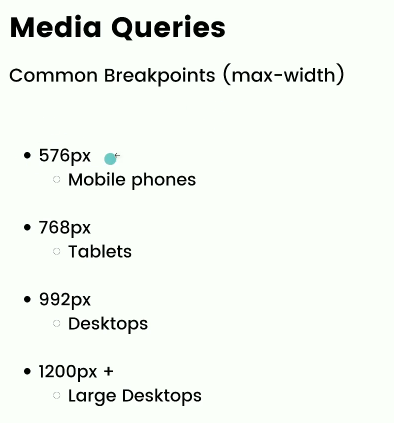 Media Queries
Common Breakpoints (max-width)
576px
Mobile phones
768px
Tablets
992px
Desktops
1200px +
Large Desktops